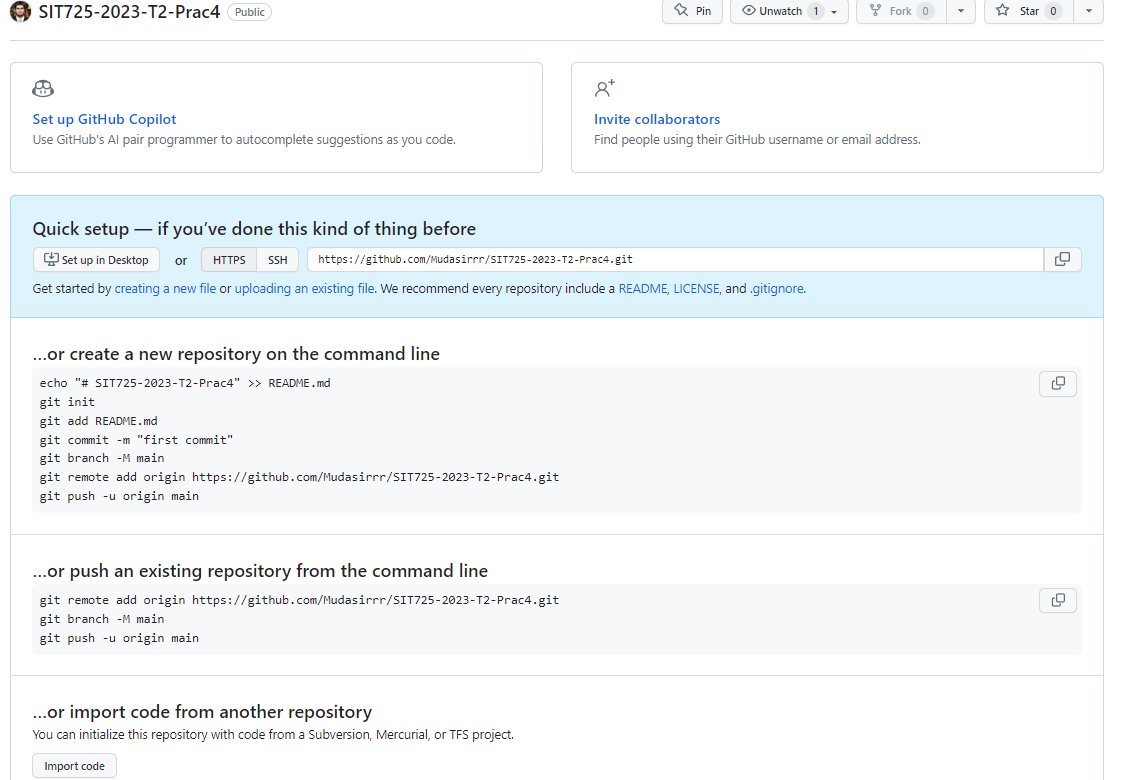 SIT725-2023-T2-Prac4 Public Pin Unwatch 1 Fork 0 Star 0
Set up GitHub Copilot
Use GitHub's AI pair programmer to autocomplete suggestions as you code.
Invite collaborators
Find people using their GitHub username or email address.
Quick setup — if you’ve done this kind of thing before
Set up in Desktop or HTTPS SSH https://github.com/Mudasirrr/SIT725-2023-T2-Prac4.git
Get started by creating a new file or uploading an existing file. We recommend every repository include a README, LICENSE, and .gitignore.
…or create a new repository on the command line
echo "# SIT725-2023-T2-Prac4" >> README.md
git init
git add README.md
git commit -m "first commit"
git branch -M main
git remote add origin https://github.com/Mudasirrr/SIT725-2023-T2-Prac4.git
git push -u origin main
…or push an existing repository from the command line
git remote add origin https://github.com/Mudasirrr/SIT725-2023-T2-Prac4.git
git branch -M main
git push -u origin main
…or import code from another repository
You can initialize this repository with code from a Subversion, Mercurial, or TFS project.
Import code